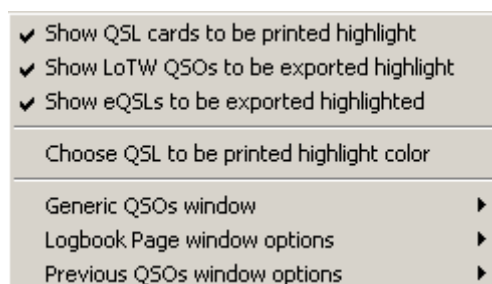 Show QSL cards to be printed highlight
Show LoTW QSOs to be exported highlight
Show eQSLs to be exported highlighted
Choose QSL to be printed highlight color
Generic QSOs window
Logbook Page window options
Previous QSOs window options